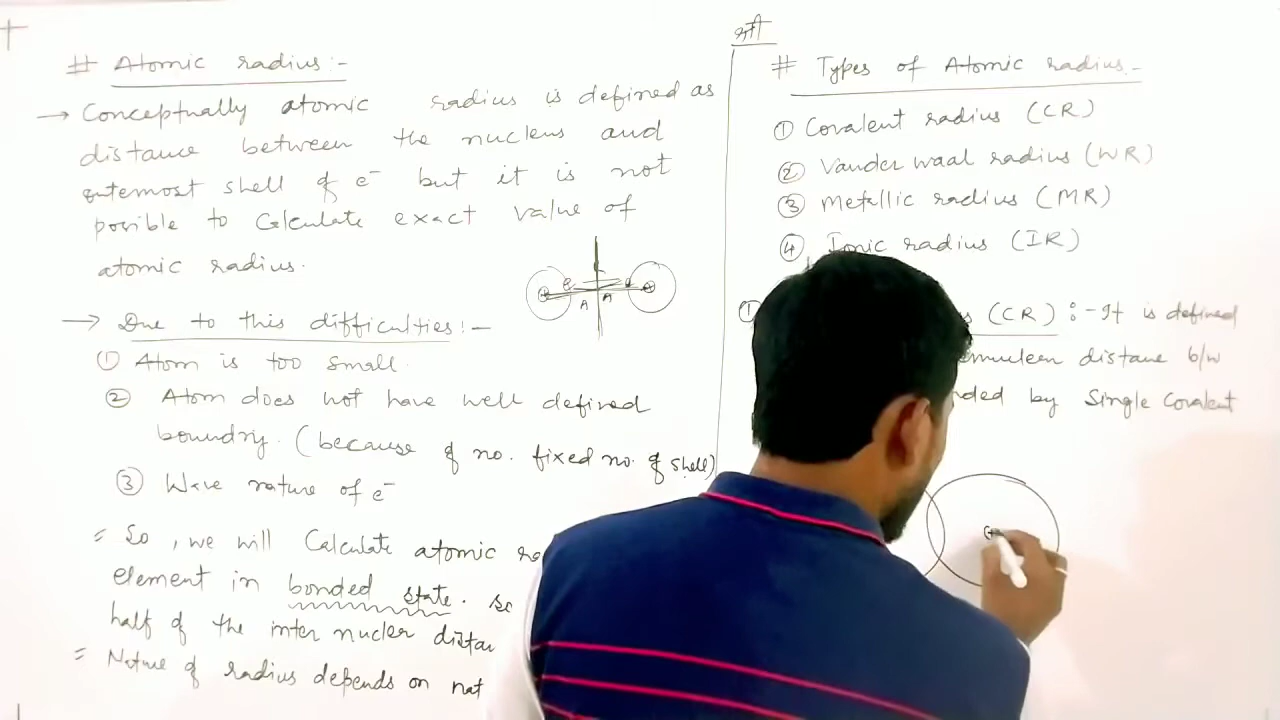 श्री
# Atomic radius:-
→ Conceptually atomic radius is defined as
distance between the nucleus and
outermost shell of e⁻ but it is not
posible to Calculate exact value of
atomic radius.
A A
→ Due to this difficulties:-
① Atom is too small.
② Atom does not have well defined
boundry. (because of no. fixed no. of shell)
③ Wave nature of e⁻
= So, we will Calculate atomic
element in bonded state. so
half of the inter nucler
= Nature of radius depends on
# Types of Atomic radius:-
① Covalent radius (CR)
② Vander waal radius (WR)
③ Metallic radius (MR)
④ Ionic radius (IR)
① (CR) :- It is defined
distane b/w
by Single Covalent